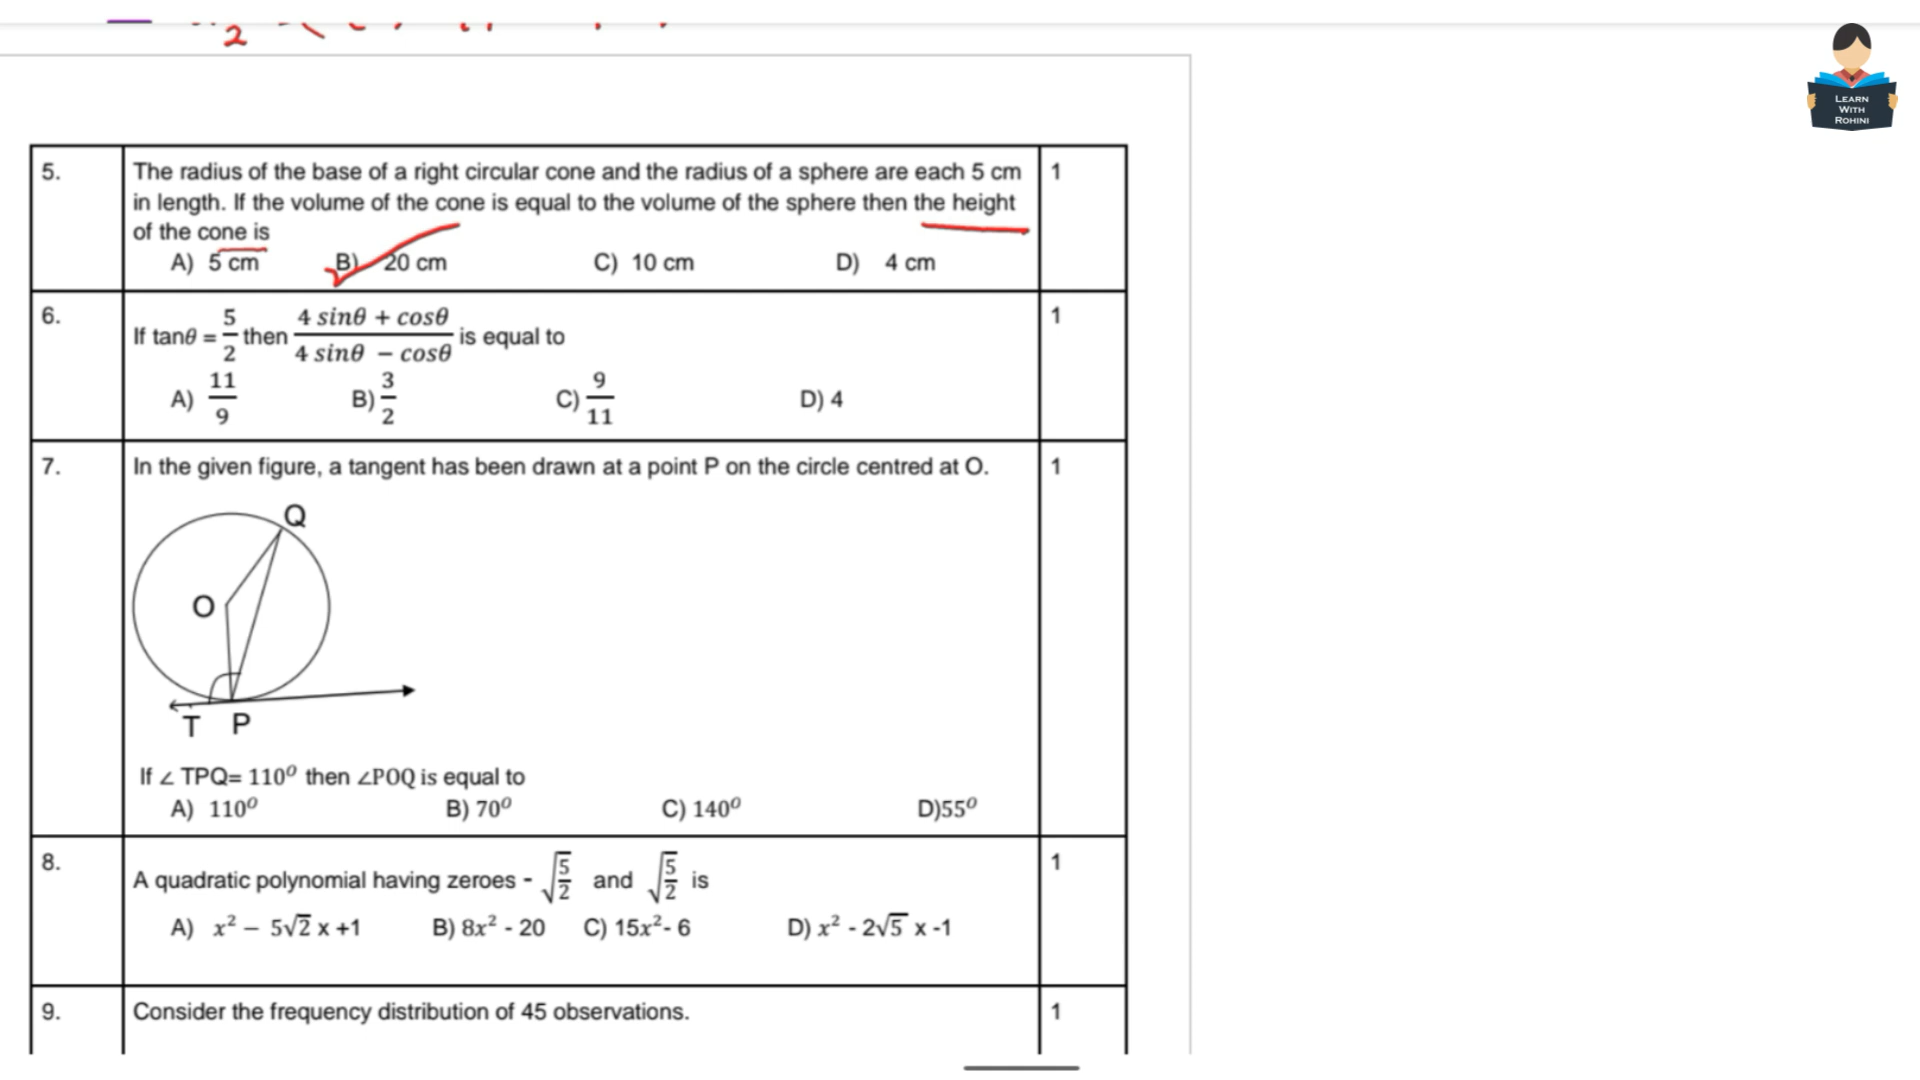 2
LEARN
WITH
ROHINI
5. The radius of the base of a right circular cone and the radius of a sphere are each 5 cm 1
in length. If the volume of the cone is equal to the volume of the sphere then the height
of the cone is
A) 5 cm B) 20 cm C) 10 cm D) 4 cm
6. If tanθ = 5/2 then (4 sinθ + cosθ)/(4 sinθ − cosθ) is equal to 1
A) 11/9 B) 3/2 C) 9/11 D) 4
7. In the given figure, a tangent has been drawn at a point P on the circle centred at O. 1
Q
O
T P
If ∠ TPQ= 110⁰ then ∠POQ is equal to
A) 110⁰ B) 70⁰ C) 140⁰ D)55⁰
8. A quadratic polynomial having zeroes - √(5/2) and √(5/2) is 1
A) x² – 5√2 x +1 B) 8x² - 20 C) 15x²- 6 D) x² - 2√5 x -1
9. Consider the frequency distribution of 45 observations. 1